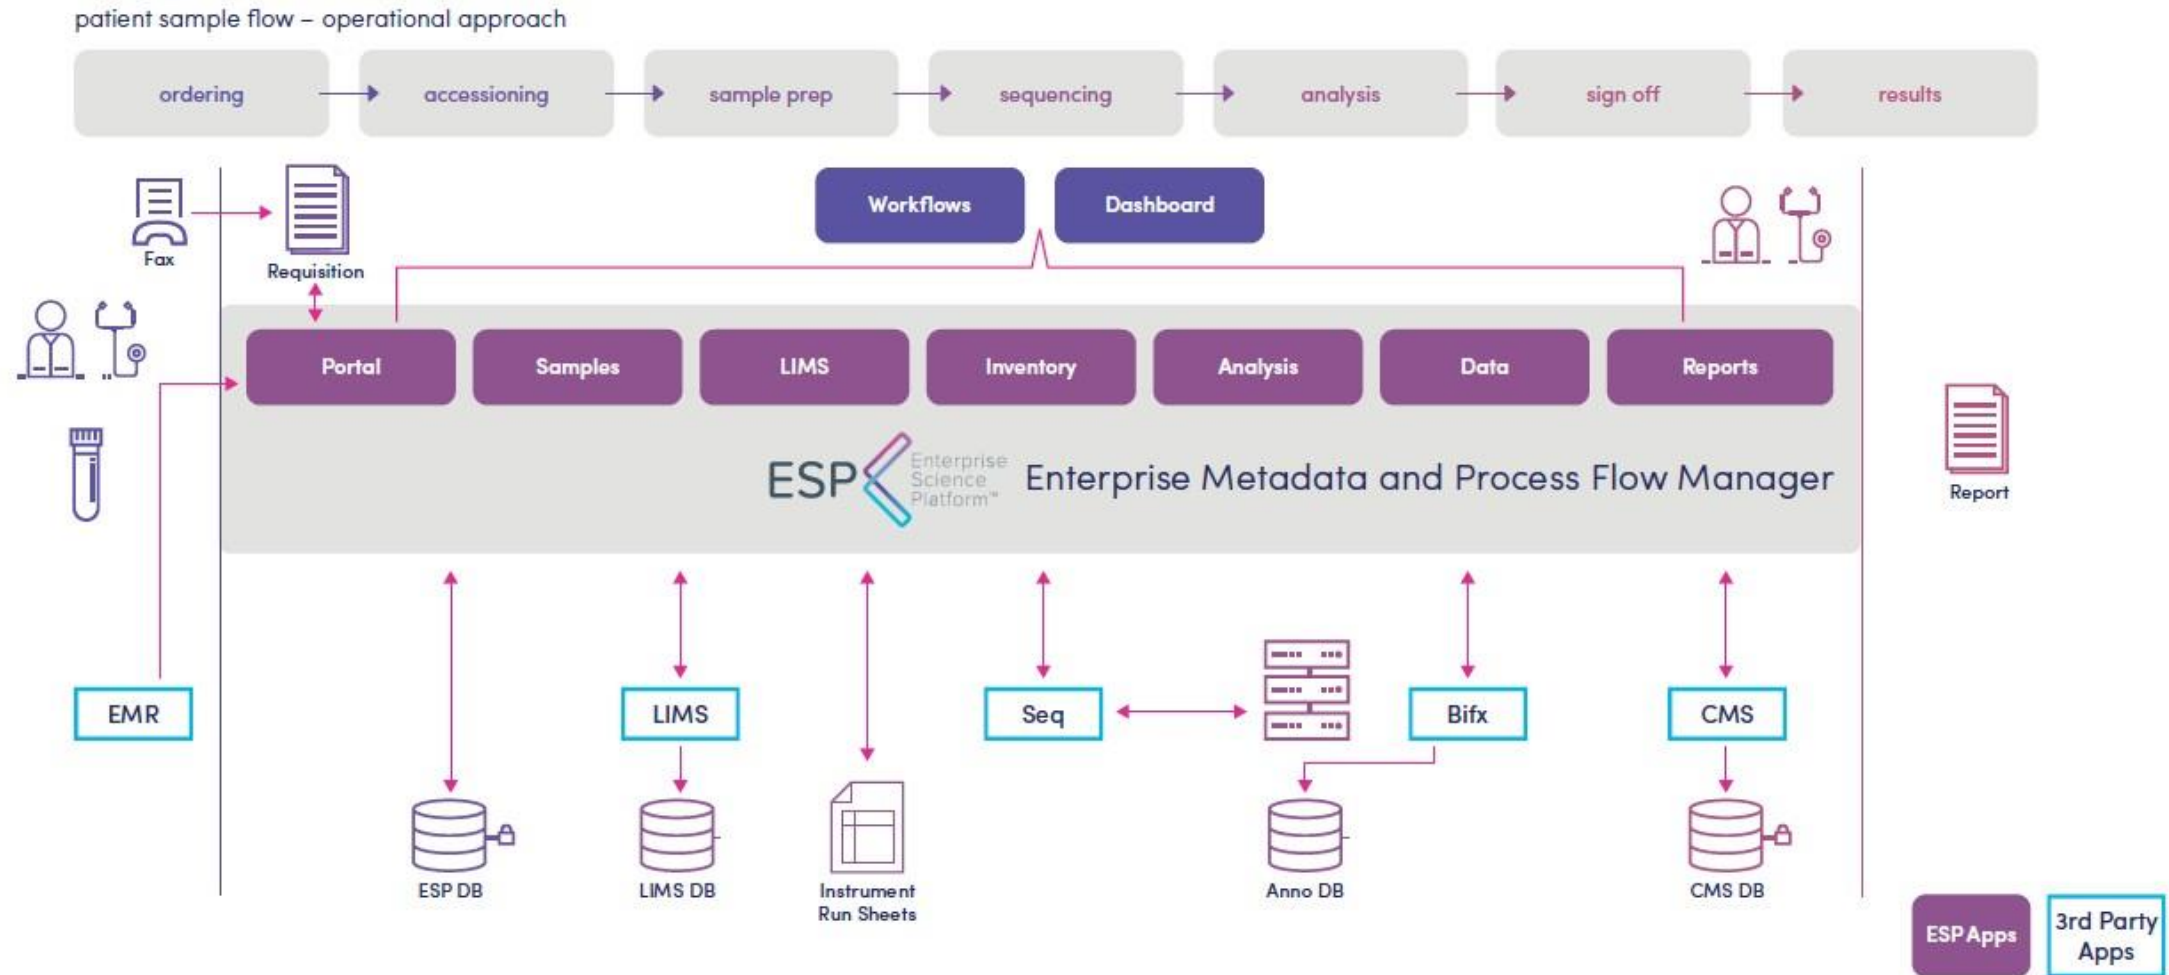 patient sample flow – operational approach
ordering
accessioning
sample prep
sequencing
analysis
sign off
results
Fax
Requisition
Workflows
Dashboard
Portal
Samples
LIMS
Inventory
Analysis
Data
Reports
ESP
Enterprise
Science
Platform™
Enterprise Metadata and Process Flow Manager
Report
EMR
LIMS
Seq
Bifx
CMS
ESP DB
LIMS DB
Instrument
Run Sheets
Anno DB
CMS DB
ESP Apps
3rd Party
Apps